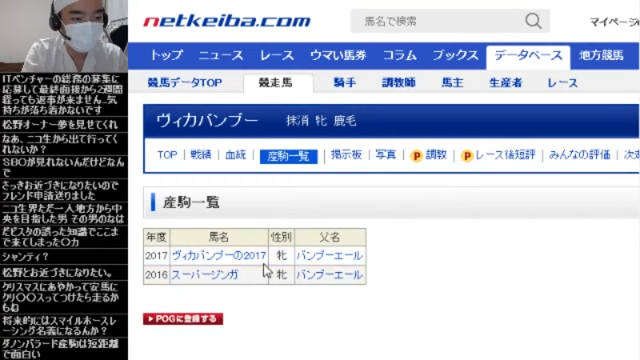 netkeiba.com
馬名で検索
マイページ
トップ ニュース レース ウマい馬券 コラム ブックス データベース 地方競馬
競馬データTOP 競走馬 騎手 調教師 馬主 生産者 レース
ヴィカバンブー 抹消 牝 鹿毛
TOP | 戦績 | 血統 | 産駒一覧 | 掲示板 | 写真 | P 調教 | P レース後短評 | みんなの評価 | 次走
産駒一覧
年度 馬名 性別 父名
2017 ヴィカバンブーの2017 牝 バンブーエール
2016 スーパージンガ 牝 バンブーエール
POGに登録する
ITベンチャーの総務の募集に
応募して最終面接から2週間
経っても返事が来ません..気
持ちが落ち着かないです
松野オーナー夢を見せてくれ
なあ、ニコ生から出て行ってく
れないか？
SBOが見れないんだけどなん
で
さっきお近づきになりたいので
フレンド申請送りました
ニコ生界ただ一人地方から中
央を目指した男 その男のなは
だビスタの誤った知識でここま
で来てしまった〇カ
シャンティ？
松野とお近づきになりたい。
クリスマスにあやかって安馬に
クリ〇〇スってつけたら走るか
もね
将来的にはスマイルホースレ
ーシング名義になるんか？
ダノンバラード産駒は短距離
で面白い